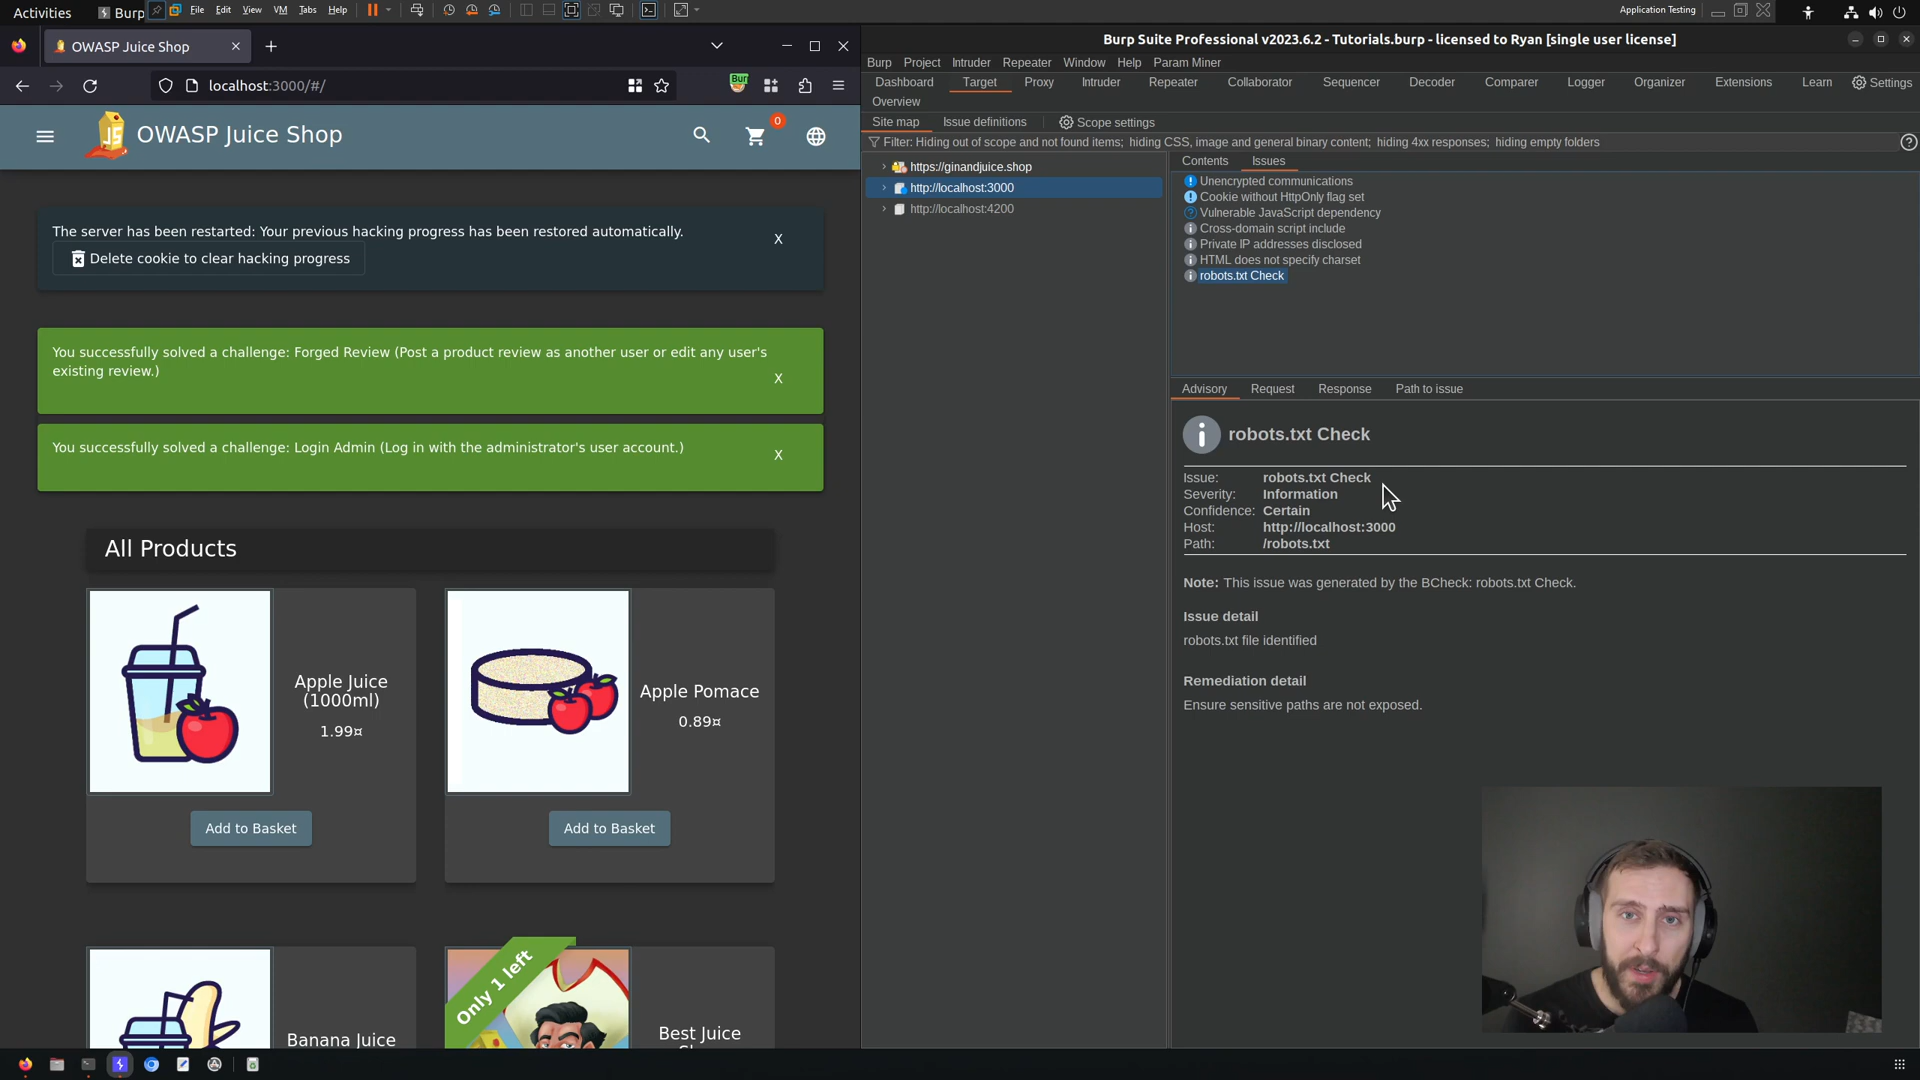 Activities
Burp
File Edit View VM Tabs Help
Application Testing
OWASP Juice Shop
localhost:3000/#/
Bur
OWASP Juice Shop
0
The server has been restarted: Your previous hacking progress has been restored automatically.
X
Delete cookie to clear hacking progress
You successfully solved a challenge: Forged Review (Post a product review as another user or edit any user's
existing review.)
X
You successfully solved a challenge: Login Admin (Log in with the administrator's user account.)
X
All Products
Apple Juice
(1000ml)
1.99¤
Add to Basket
Apple Pomace
0.89¤
Add to Basket
Banana Juice
Only 1 left
Best Juice
Burp Suite Professional v2023.6.2 - Tutorials.burp - licensed to Ryan [single user license]
Burp Project Intruder Repeater Window Help Param Miner
Dashboard Target Proxy Intruder Repeater Collaborator Sequencer Decoder Comparer Logger Organizer Extensions Learn Settings
Overview
Site map Issue definitions Scope settings
Filter: Hiding out of scope and not found items; hiding CSS, image and general binary content; hiding 4xx responses; hiding empty folders
https://ginandjuice.shop
http://localhost:3000
http://localhost:4200
Contents Issues
Unencrypted communications
Cookie without HttpOnly flag set
Vulnerable JavaScript dependency
Cross-domain script include
Private IP addresses disclosed
HTML does not specify charset
robots.txt Check
Advisory Request Response Path to issue
robots.txt Check
Issue: robots.txt Check
Severity: Information
Confidence: Certain
Host: http://localhost:3000
Path: /robots.txt
Note: This issue was generated by the BCheck: robots.txt Check.
Issue detail
robots.txt file identified
Remediation detail
Ensure sensitive paths are not exposed.